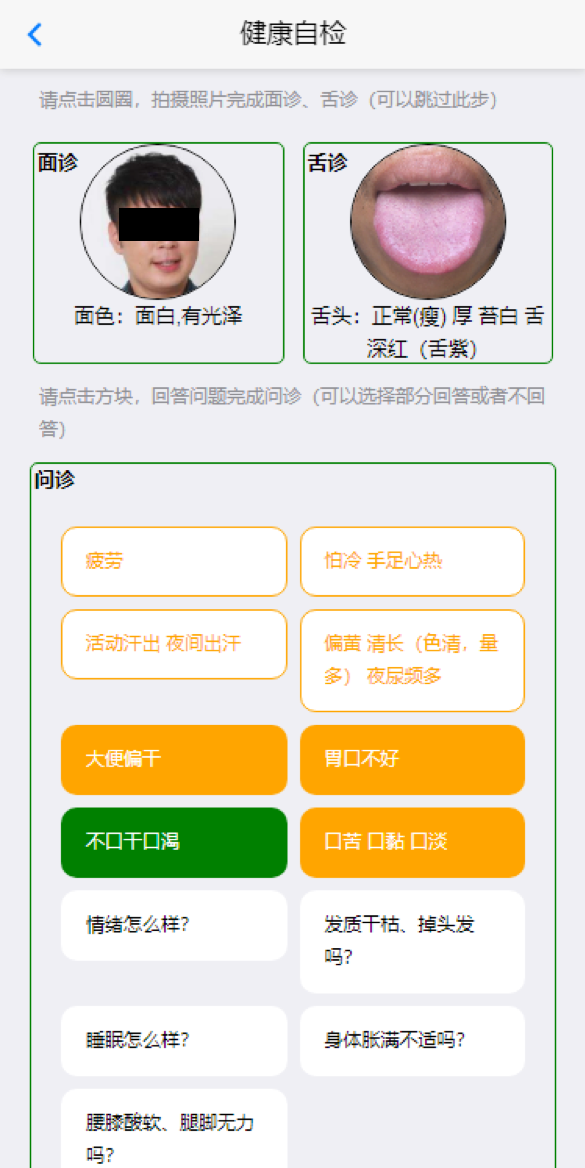 健康自检
请点击圆圈，拍摄照片完成面诊、舌诊（可以跳过此步）
面诊
面色：面白,有光泽
舌诊
舌头：正常(瘦) 厚 苔白 舌
深红（舌紫）
请点击方块，回答问题完成问诊（可以选择部分回答或者不回
答）
问诊
疲劳
怕冷 手足心热
活动汗出 夜间出汗
偏黄 清长（色清，量
多） 夜尿频多
大便偏干
胃口不好
不口干口渴
口苦 口黏 口淡
情绪怎么样?
发质干枯、掉头发
吗?
睡眠怎么样?
身体胀满不适吗?
腰膝酸软、腿脚无力
吗?